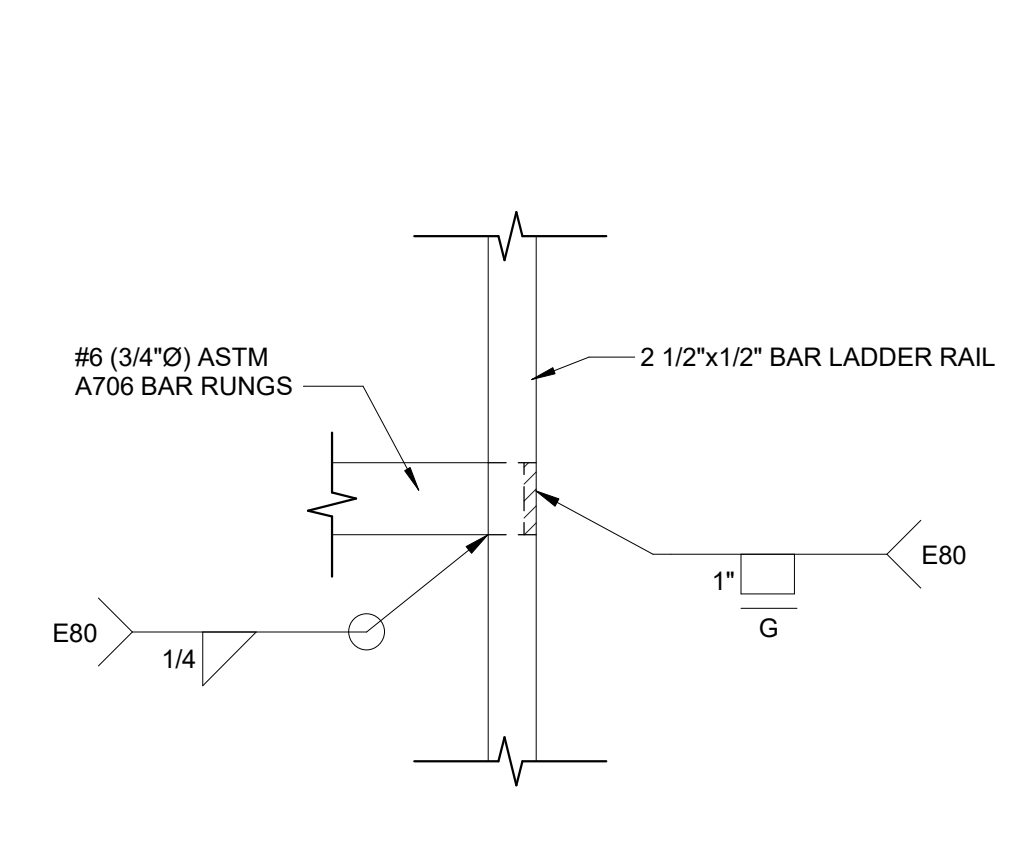 #6 (3/4"Ø) ASTM
A706 BAR RUNGS
2 1/2"x1/2" BAR LADDER RAIL
E80
1"
G
E80
1/4